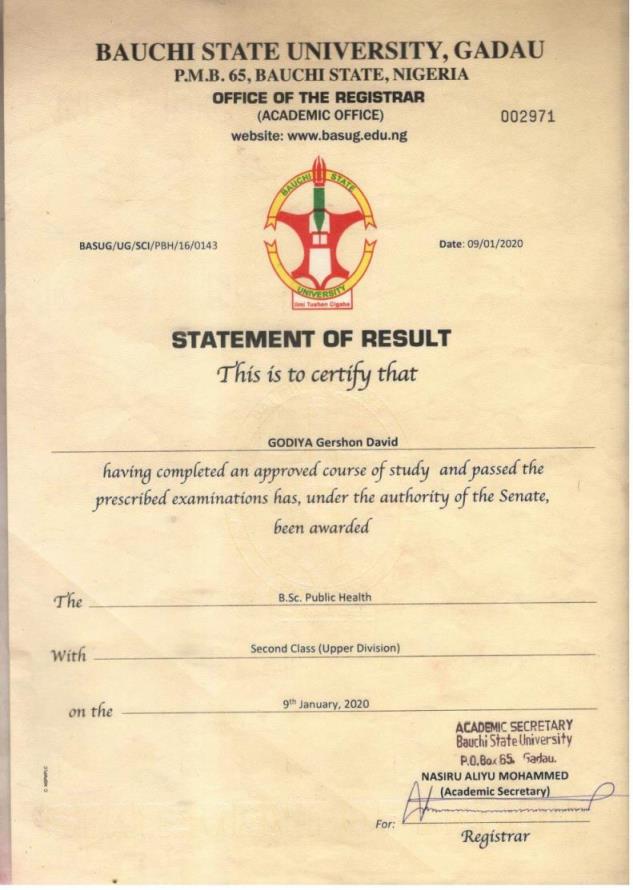 BAUCHI STATE UNIVERSITY, GADAU
P.M.B. 65, BAUCHI STATE, NIGERIA
OFFICE OF THE REGISTRAR
(ACADEMIC OFFICE)
002971
website: www.basug.edu.ng
BAUCHI STATE
UNIVERSITY
Ilmi Tushen Cigaba
BASUG/UG/SCI/PBH/16/0143
Date: 09/01/2020
STATEMENT OF RESULT
This is to certify that
GODIYA Gershon David
having completed an approved course of study and passed the
prescribed examinations has, under the authority of the Senate,
been awarded
The B.Sc. Public Health
With Second Class (Upper Division)
on the 9th January, 2020
ACADEMIC SECRETARY
Bauchi State University
P.O.Box 65, Gadau.
NASIRU ALIYU MOHAMMED
(Academic Secretary)
For:
Registrar